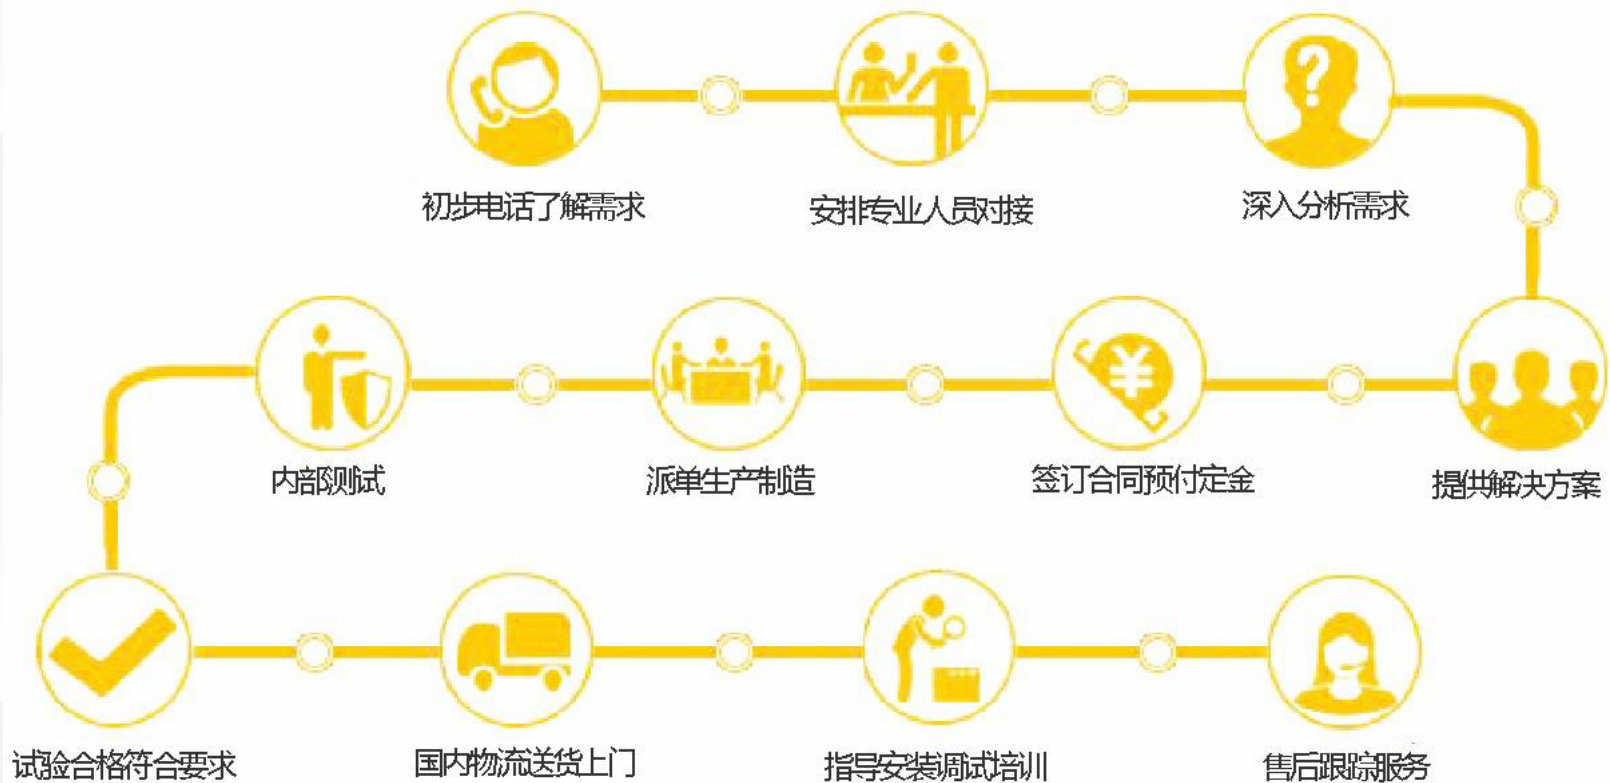 初步电话了解需求
安排专业人员对接
深入分析需求
提供解决方案
签订合同预付定金
派单生产制造
内部测试
试验合格符合要求
国内物流送货上门
指导安装调试培训
售后跟踪服务